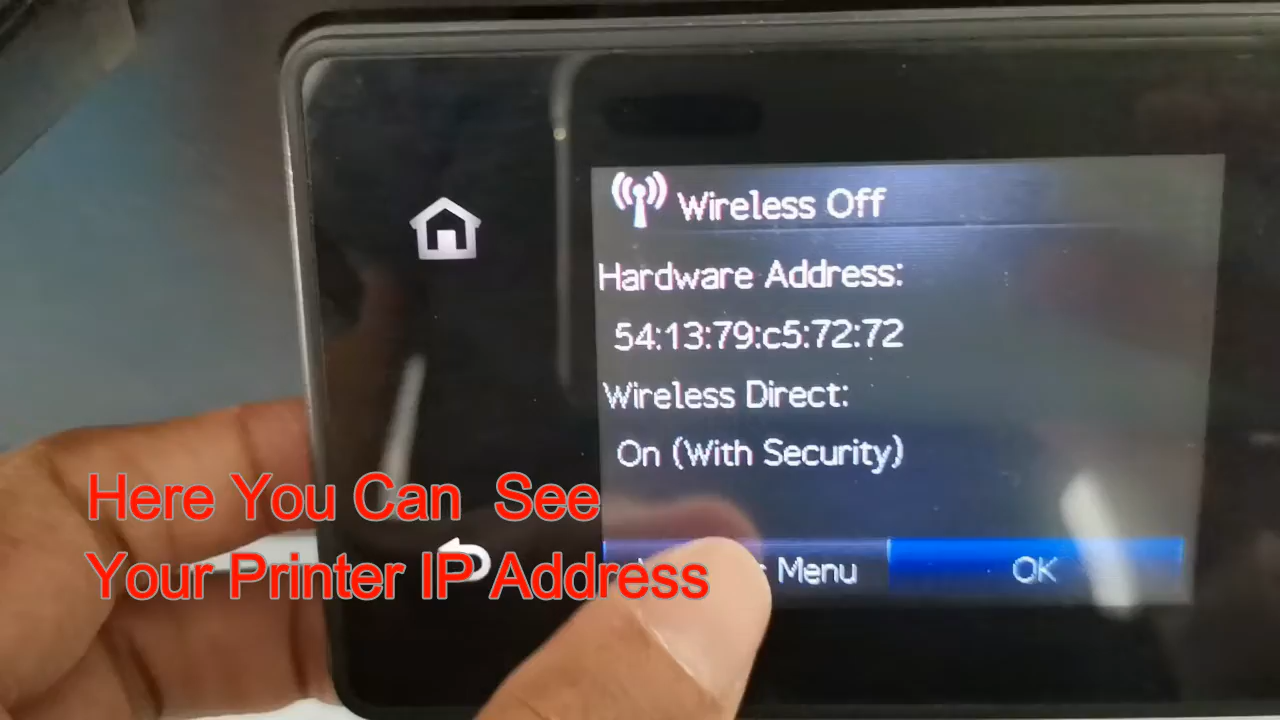 Wireless Off
Hardware Address:
54:13:79:c5:72:72
Wireless Direct:
On (With Security)
Menu
OK
Here You Can See
Your Printer IP Address